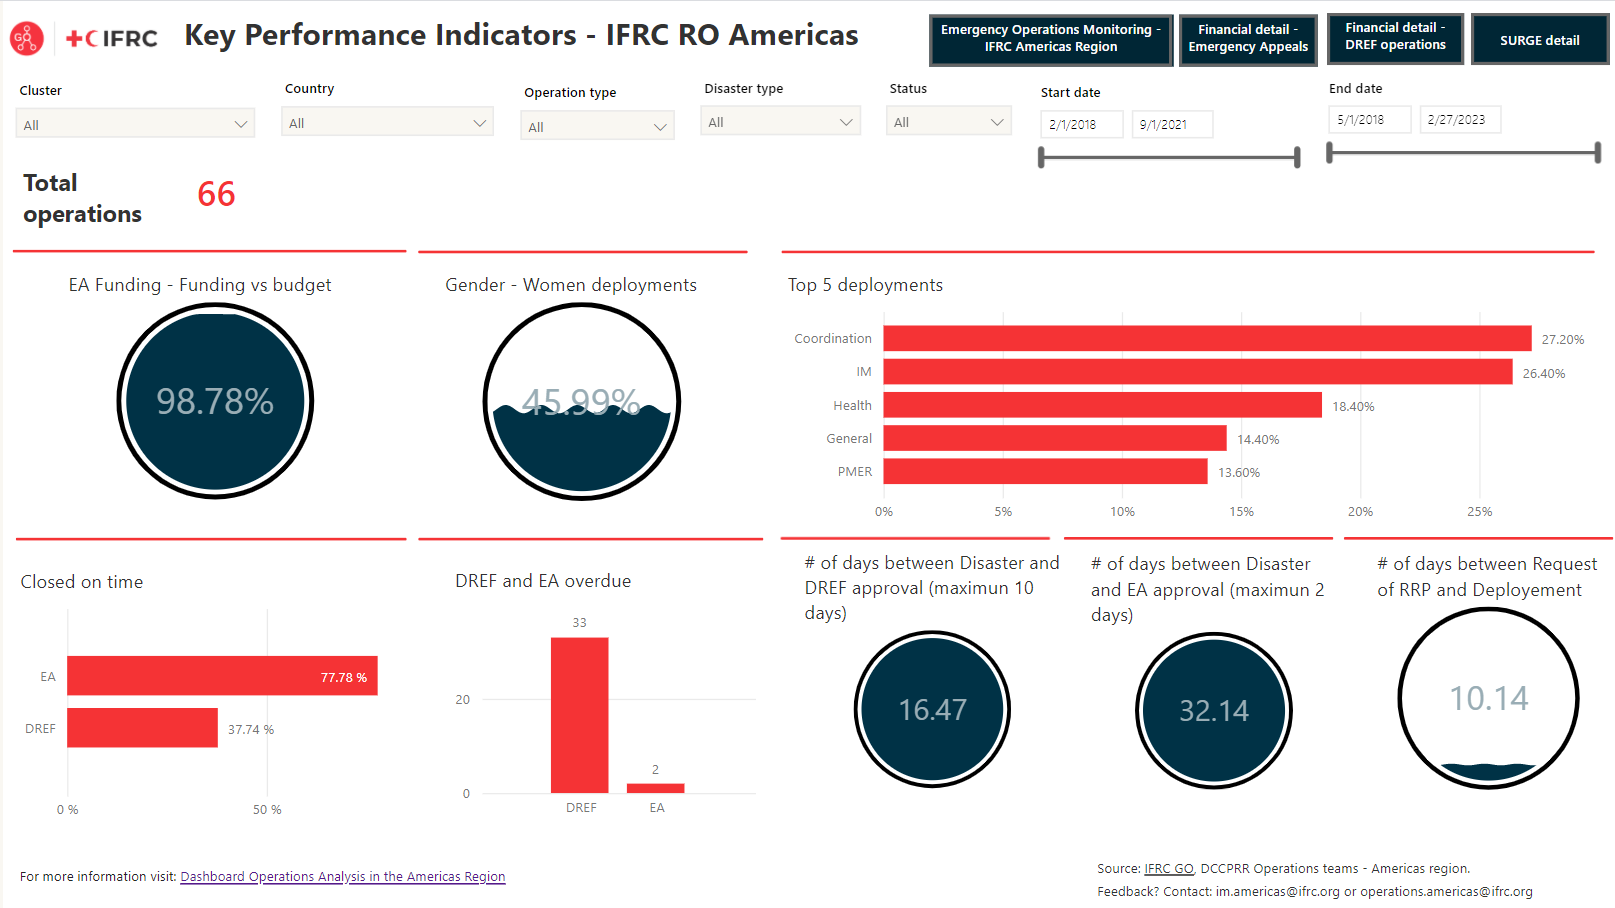 GO
IFRC
Key Performance Indicators - IFRC RO Americas
Emergency Operations Monitoring -
IFRC Americas Region
Financial detail -
Emergency Appeals
Financial detail -
DREF operations
SURGE detail
Cluster
All
Country
All
Operation type
All
Disaster type
All
Status
All
Start date
2/1/2018
9/1/2021
End date
5/1/2018
2/27/2023
Total
operations
66
EA Funding - Funding vs budget
98.78%
Gender - Women deployments
45.99%
Top 5 deployments
Coordination
27.20%
IM
26.40%
Health
18.40%
General
14.40%
PMER
13.60%
0%
5%
10%
15%
20%
25%
Closed on time
EA
77.78 %
DREF
37.74 %
0 %
50 %
DREF and EA overdue
33
2
20
0
DREF
EA
# of days between Disaster and
DREF approval (maximun 10
days)
16.47
# of days between Disaster
and EA approval (maximun 2
days)
32.14
# of days between Request
of RRP and Deployement
10.14
For more information visit: Dashboard Operations Analysis in the Americas Region
Source: IFRC GO, DCCPRR Operations teams - Americas region.
Feedback? Contact: im.americas@ifrc.org or operations.americas@ifrc.org